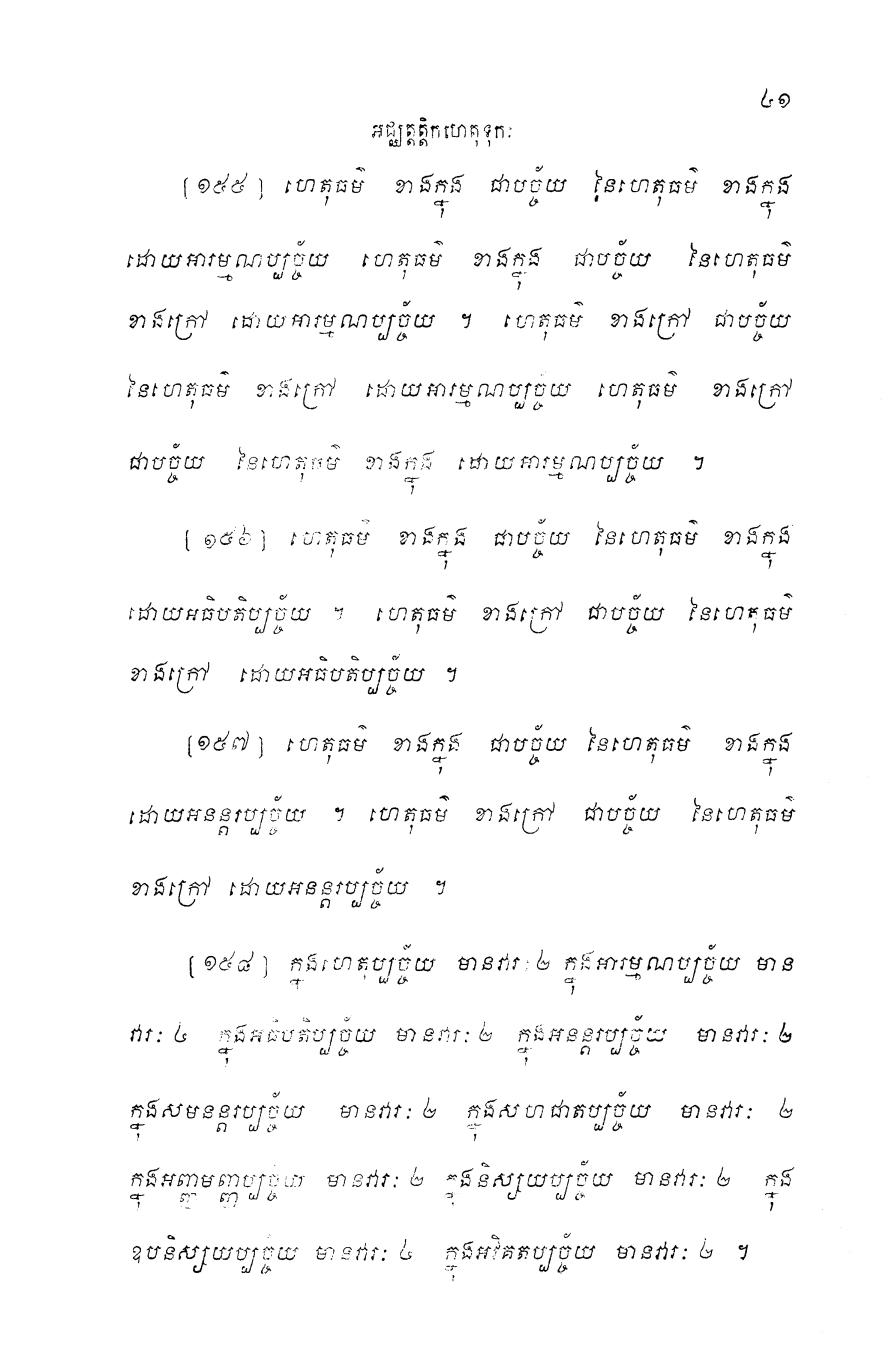 ៤១
អជ្ឈត្តត្តិកហេតុទុកៈ
[១៥៥] ហេតុធម៌ ខាងក្នុង ជាបច្ច័យ នៃហេតុធម៌ ខាងក្នុង
ដោយអារម្មណប្បច្ច័យ ហេតុធម៌ ខាងក្នុង ជាបច្ច័យ នៃហេតុធម៌
ខាងក្រៅ ដោយអារម្មណប្បច្ច័យ ។ ហេតុធម៌ ខាងក្រៅ ជាបច្ច័យ
នៃហេតុធម៌ ខាងក្រៅ ដោយអារម្មណប្បច្ច័យ ហេតុធម៌ ខាងក្រៅ
ជាបច្ច័យ នៃហេតុធម៌ ខាងក្នុង ដោយអារម្មណប្បច្ច័យ ។
[១៥៦] ហេតុធម៌ ខាងក្នុង ជាបច្ច័យ នៃហេតុធម៌ ខាងក្នុង
ដោយអធិបតិប្បច្ច័យ ។ ហេតុធម៌ ខាងក្រៅ ជាបច្ច័យ នៃហេតុធម៌
ខាងក្រៅ ដោយអធិបតិប្បច្ច័យ ។
[១៥៧] ហេតុធម៌ ខាងក្នុង ជាបច្ច័យ នៃហេតុធម៌ ខាងក្នុង
ដោយអនន្តរប្បច្ច័យ ។ ហេតុធម៌ ខាងក្រៅ ជាបច្ច័យ នៃហេតុធម៌
ខាងក្រៅ ដោយអនន្តរប្បច្ច័យ ។
[១៥៨] ក្នុងហេតុប្បច្ច័យ មានវារៈ ២ ក្នុងអារម្មណប្បច្ច័យ មាន
វារៈ ៤ ក្នុងអធិបតិប្បច្ច័យ មានវារៈ ២ ក្នុងអនន្តរប្បច្ច័យ មានវារៈ ២
ក្នុងសមនន្តរប្បច្ច័យ មានវារៈ ២ ក្នុងសហជាតប្បច្ច័យ មានវារៈ ២
ក្នុងអញ្ញមញ្ញប្បច្ច័យ មានវារៈ ២ ក្នុងនិស្សយប្បច្ច័យ មានវារៈ ២ ក្នុង
ឧបនិស្សយប្បច្ច័យ មានវារៈ ៤ ក្នុងអវិគតប្បច្ច័យ មានវារៈ ២ ។